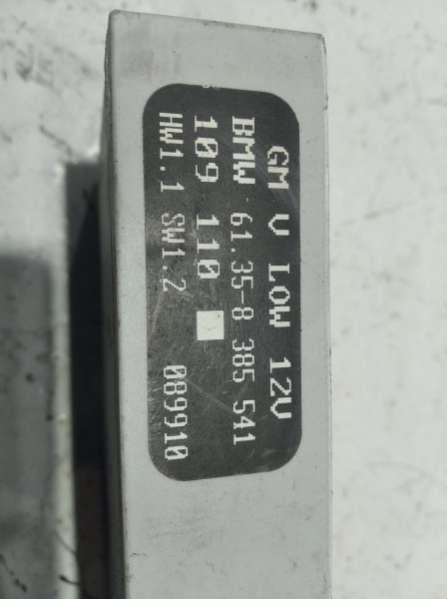 GM V LOW 12V
BMW 61.35-8 385 541
109 110
HW1.1 SW1.2 089910